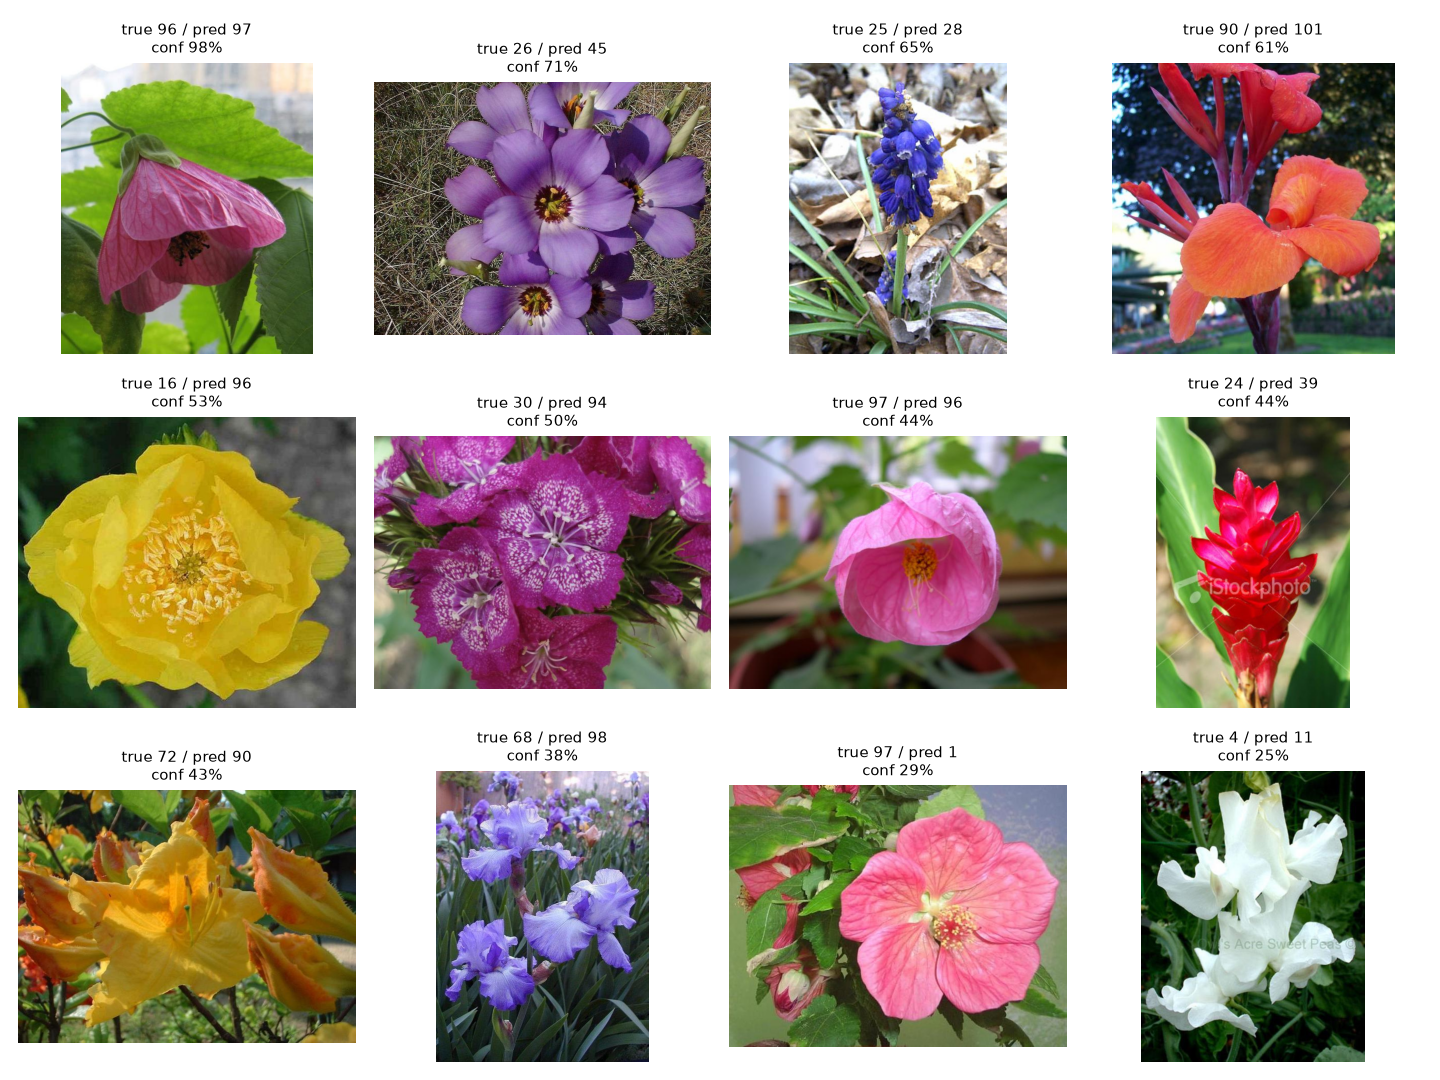 true 96 / pred 97
conf 98%
true 26 / pred 45
conf 71%
true 25 / pred 28
conf 65%
true 90 / pred 101
conf 61%
true 16 / pred 96
conf 53%
true 30 / pred 94
conf 50%
true 97 / pred 96
conf 44%
true 24 / pred 39
conf 44%
iStockphoto
true 72 / pred 90
conf 43%
true 68 / pred 98
conf 38%
true 97 / pred 1
conf 29%
true 4 / pred 11
conf 25%
Acre Sweet Peas